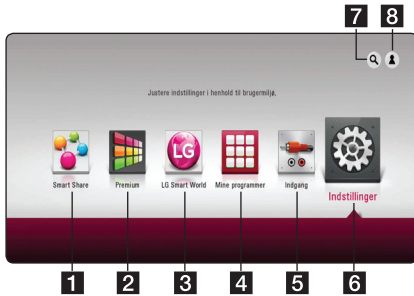 7 8
Justere indstillinger i henhold til brugermiljø.
LG
Smart Share Premium LG Smart World Mine programmer Indgang Indstillinger
1 2 3 4 5 6